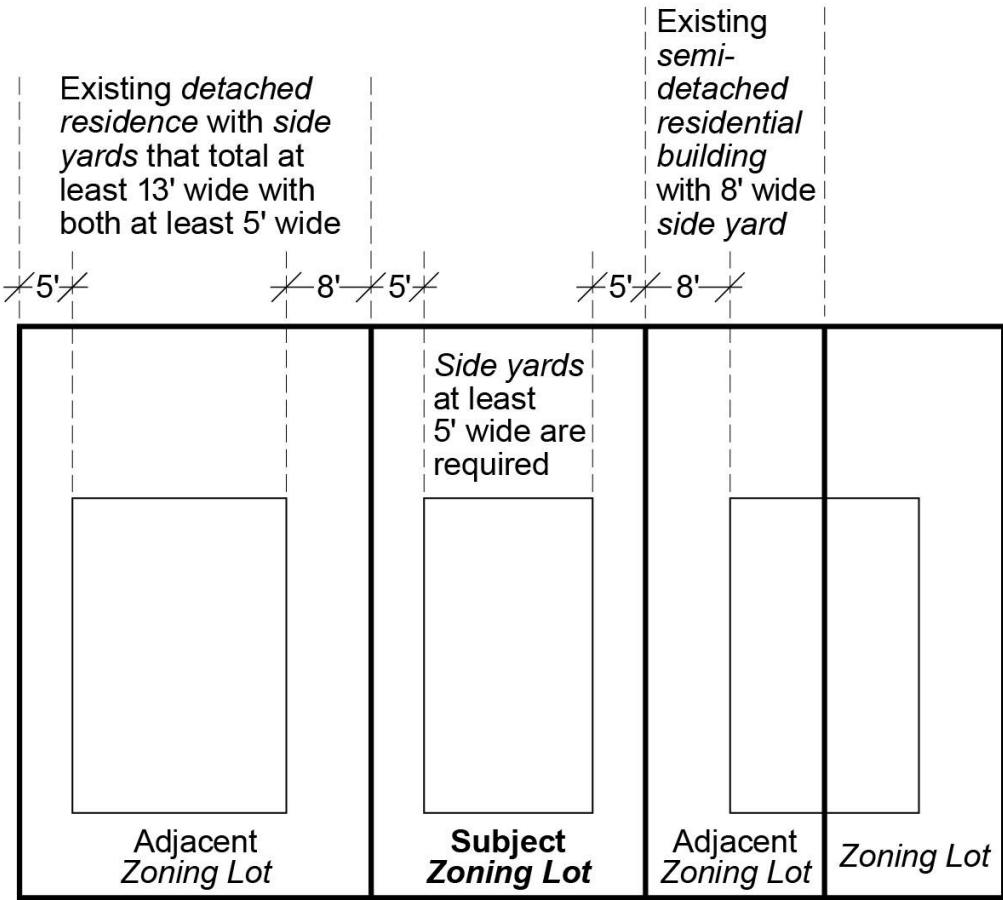 Existing detached
residence with side
yards that total at
least 13' wide with
both at least 5' wide
Existing
semi-
detached
residential
building
with 8' wide
side yard
5'
8'
5'
5'
8'
Side yards
at least
5' wide are
required
Adjacent
Zoning Lot
Subject
Zoning Lot
Adjacent
Zoning Lot
Zoning Lot